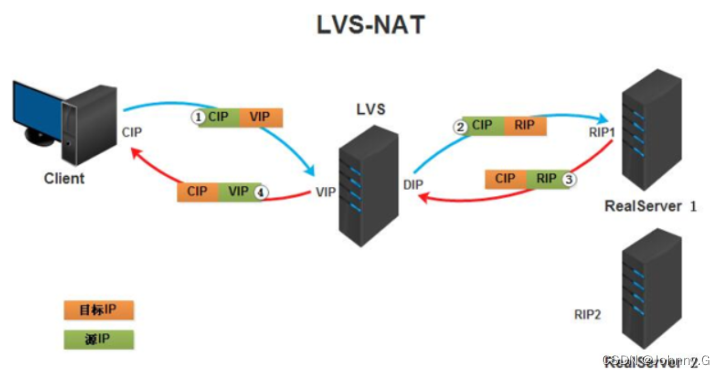 LVS-NAT
LVS
① CIP VIP
② CIP RIP
CIP
RIP1
Client
CIP VIP ④
VIP
DIP
CIP RIP ③
RealServer 1
目标IP
源IP
RIP2
RealServer 2
CSDN @Johnny.G